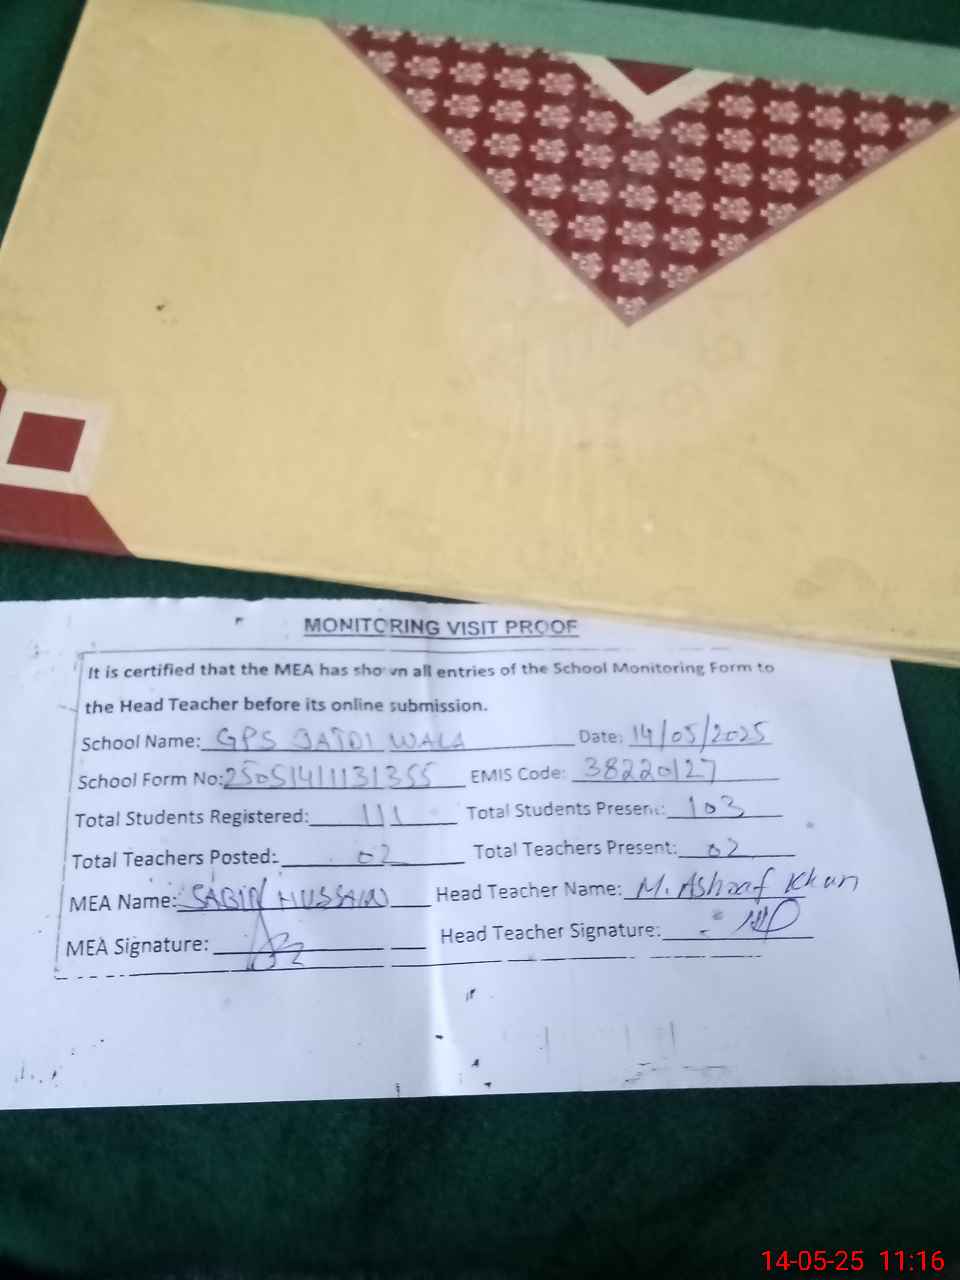 MONITORING VISIT PROOF
It is certified that the MEA has shown all entries of the School Monitoring Form to
the Head Teacher before its online submission.
School Name: GPS JATOI WALA Date: 14/05/2025
School Form No: 2505141131355 EMIS Code: 38220127
Total Students Registered: 111 Total Students Present: 103
Total Teachers Posted: 02 Total Teachers Present: 02
MEA Name: SABIR HUSSAIN Head Teacher Name: M. Ashraf Khan
MEA Signature: Head Teacher Signature:
14-05-25 11:16